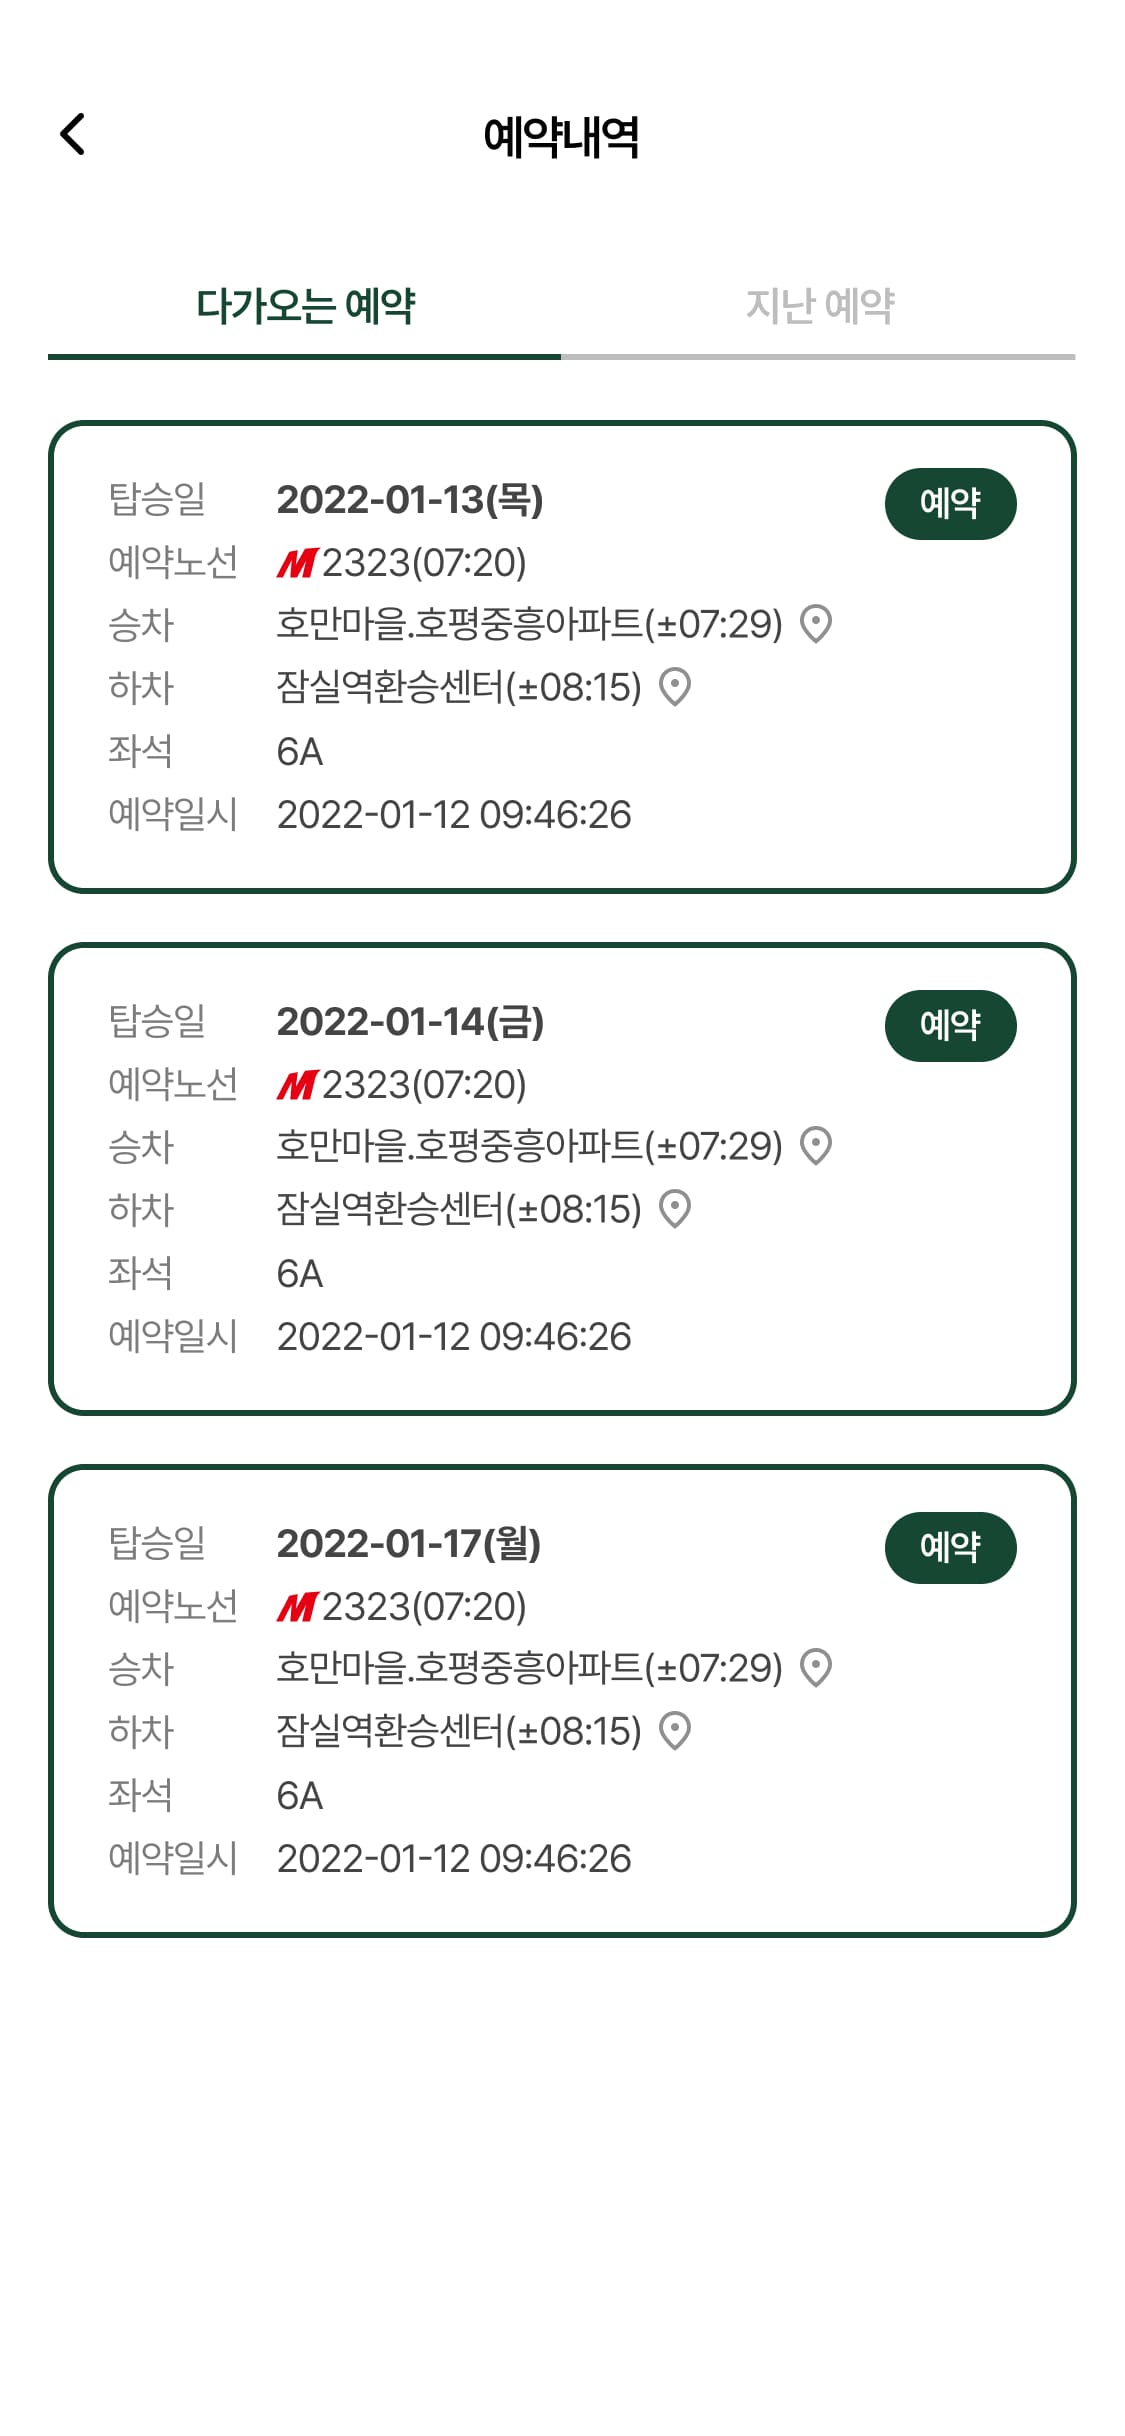 예약내역
다가오는 예약
지난 예약
탑승일 2022-01-13(목) 예약
예약노선 M2323(07:20)
승차 호만마을.호평중흥아파트(±07:29)
하차 잠실역환승센터(±08:15)
좌석 6A
예약일시 2022-01-12 09:46:26
탑승일 2022-01-14(금) 예약
예약노선 M2323(07:20)
승차 호만마을.호평중흥아파트(±07:29)
하차 잠실역환승센터(±08:15)
좌석 6A
예약일시 2022-01-12 09:46:26
탑승일 2022-01-17(월) 예약
예약노선 M2323(07:20)
승차 호만마을.호평중흥아파트(±07:29)
하차 잠실역환승센터(±08:15)
좌석 6A
예약일시 2022-01-12 09:46:26